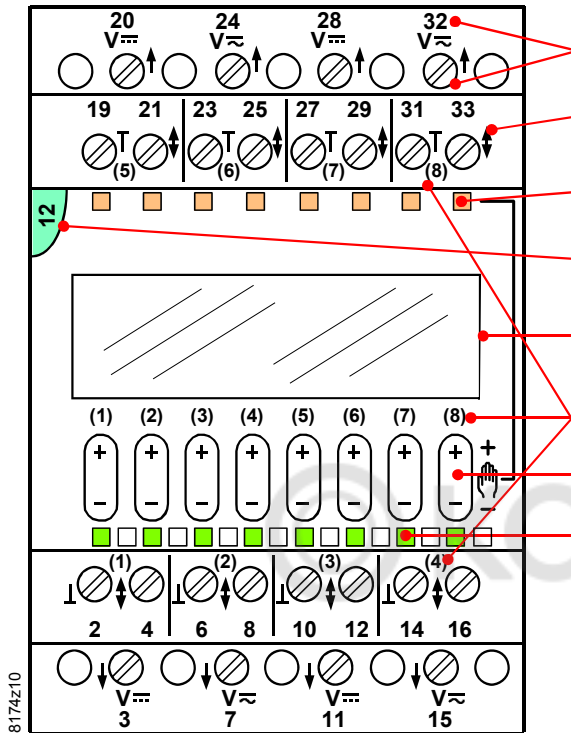 20 24 28 32
V V V V
19 21 23 25 27 29 31 33
(5) (6) (7) (8)
12
(1) (2) (3) (4) (5) (6) (7) (8)
+ + + + + + + + +
− − − − − − − − −
KO
(1) (2) (3) (4)
2 4 6 8 10 12 14 16
V V V V
3 7 11 15
8174z10